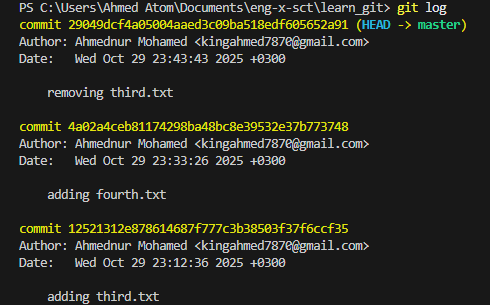 PS C:\Users\Ahmed Atom\Documents\eng-x-sct\learn_git> git log
commit 29049dcf4a05004aaed3c09ba518edf605652a91 (HEAD -> master)
Author: Ahmednur Mohamed <kingahmed7870@gmail.com>
Date:   Wed Oct 29 23:43:43 2025 +0300
    removing third.txt
commit 4a02a4ceb81174298ba48bc8e39532e37b773748
Author: Ahmednur Mohamed <kingahmed7870@gmail.com>
Date:   Wed Oct 29 23:33:26 2025 +0300
    adding fourth.txt
commit 12521312e878614687f777c3b38503f37f6ccf35
Author: Ahmednur Mohamed <kingahmed7870@gmail.com>
Date:   Wed Oct 29 23:12:36 2025 +0300
    adding third.txt